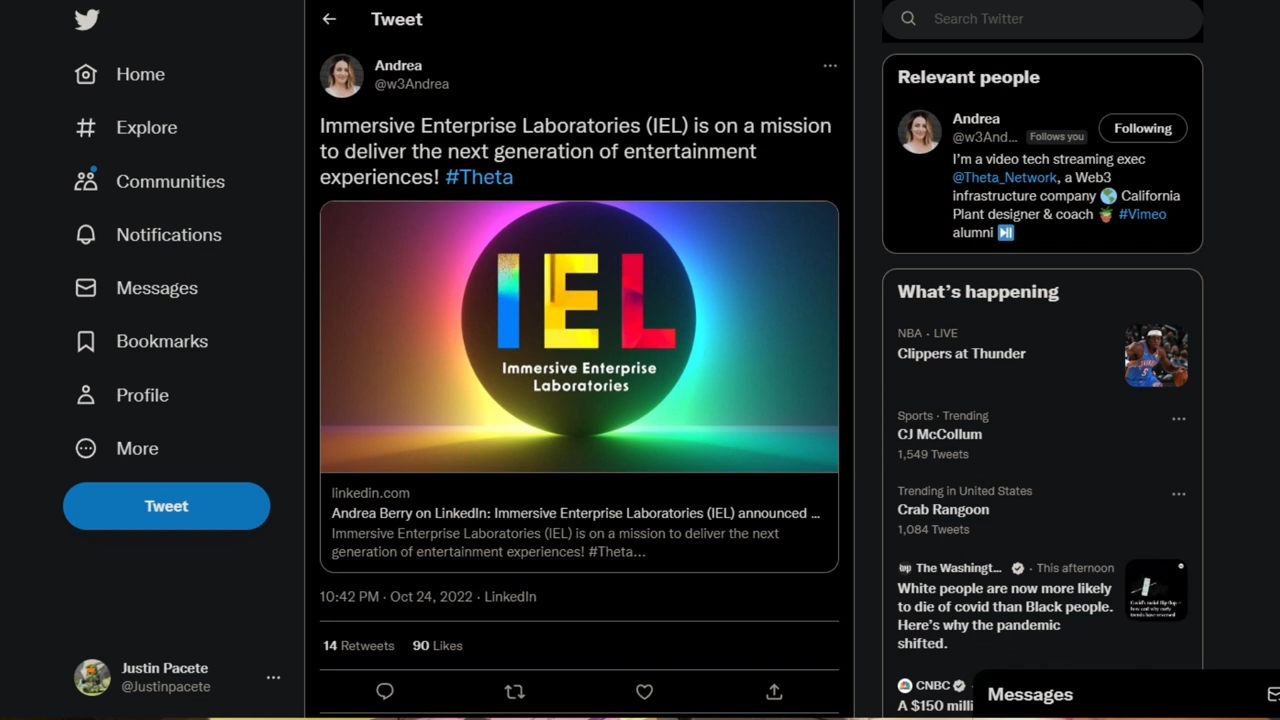 Home
Explore
Communities
Notifications
Messages
Bookmarks
Profile
More
Tweet
Justin Pacete
@Justinpacete
Tweet
Andrea
@w3Andrea
Immersive Enterprise Laboratories (IEL) is on a mission
to deliver the next generation of entertainment
experiences! #Theta
IEL
Immersive Enterprise
Laboratories
linkedin.com
Andrea Berry on LinkedIn: Immersive Enterprise Laboratories (IEL) announced ...
Immersive Enterprise Laboratories (IEL) is on a mission to deliver the next
generation of entertainment experiences! #Theta...
10:42 PM · Oct 24, 2022 · LinkedIn
14 Retweets 90 Likes
Search Twitter
Relevant people
Andrea
@w3And... Follows you
Following
I'm a video tech streaming exec
@Theta_Network, a Web3
infrastructure company 🌎 California
Plant designer & coach 🪴 #Vimeo
alumni ⏯
What's happening
NBA · LIVE
Clippers at Thunder
Sports · Trending
CJ McCollum
1,549 Tweets
Trending in United States
Crab Rangoon
1,084 Tweets
The Washingt... · This afternoon
White people are now more likely
to die of covid than Black people.
Here's why the pandemic
shifted.
CNBC
A $150 milli
Messages